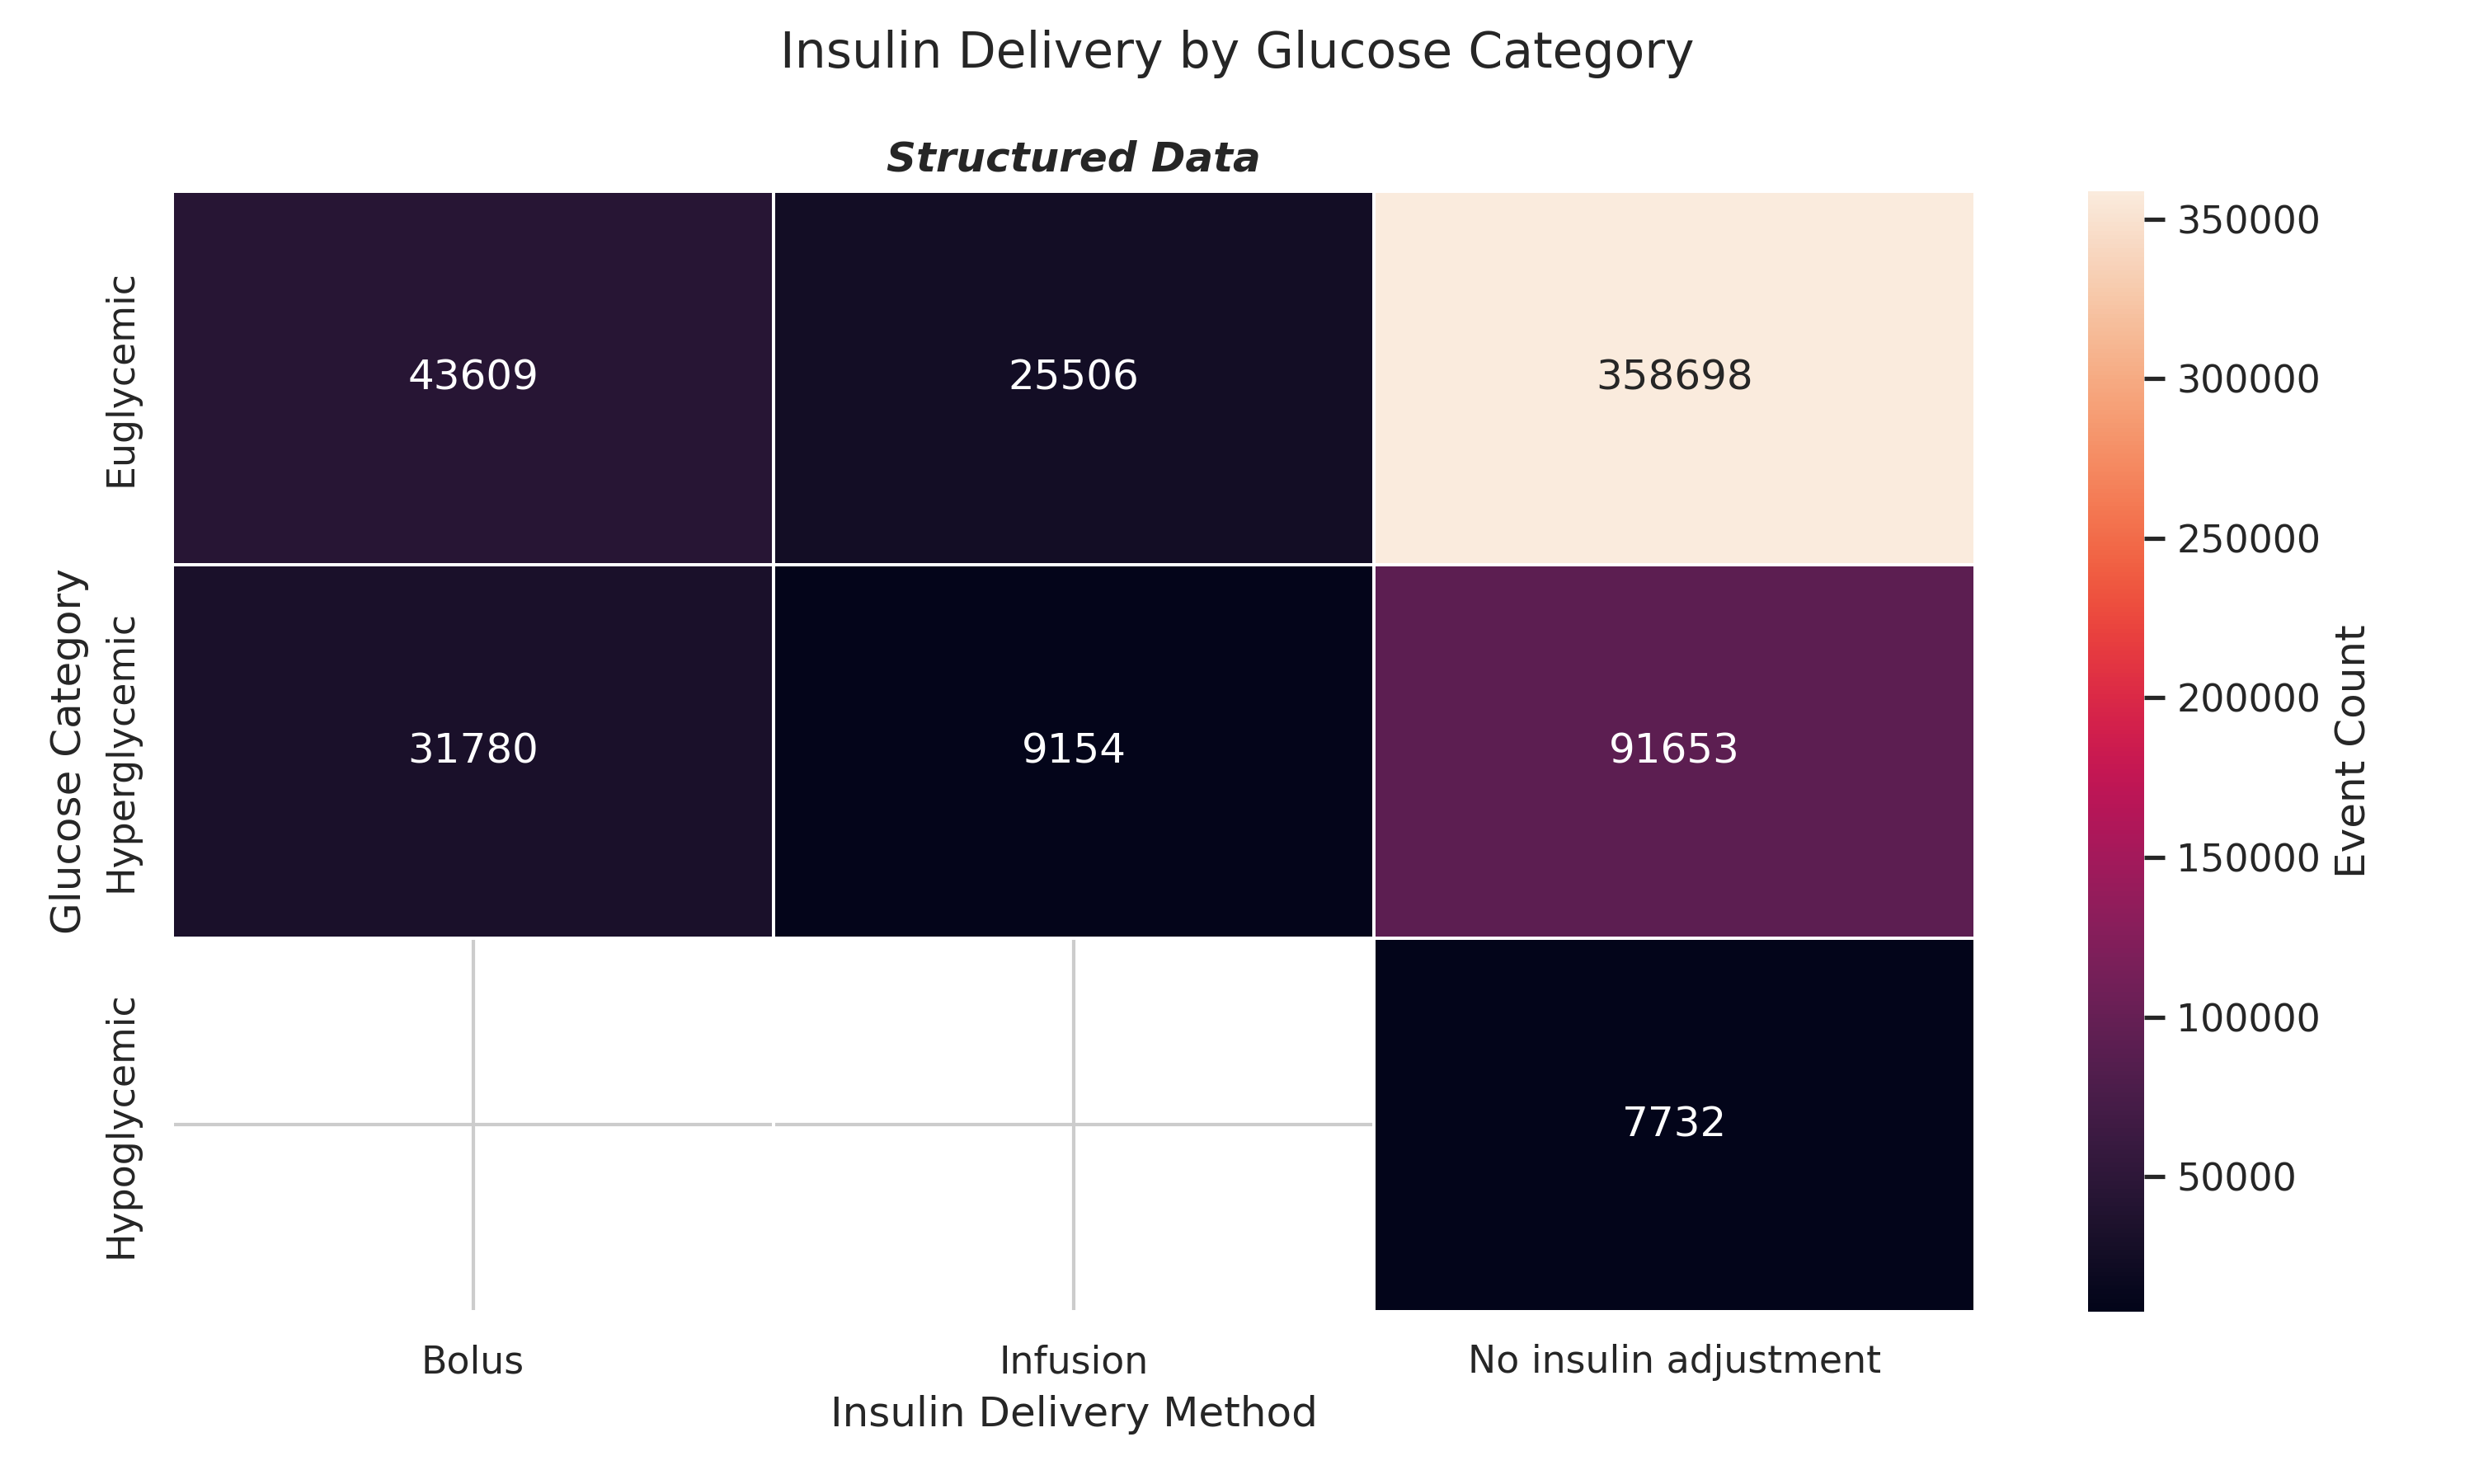 Insulin Delivery by Glucose Category
Structured Data
Glucose Category
Euglycemic
43609 25506 358698
Hyperglycemic
31780 9154 91653
Hypoglycemic
7732
Bolus Infusion No insulin adjustment
Insulin Delivery Method
350000
300000
250000
200000
150000
100000
50000
Event Count